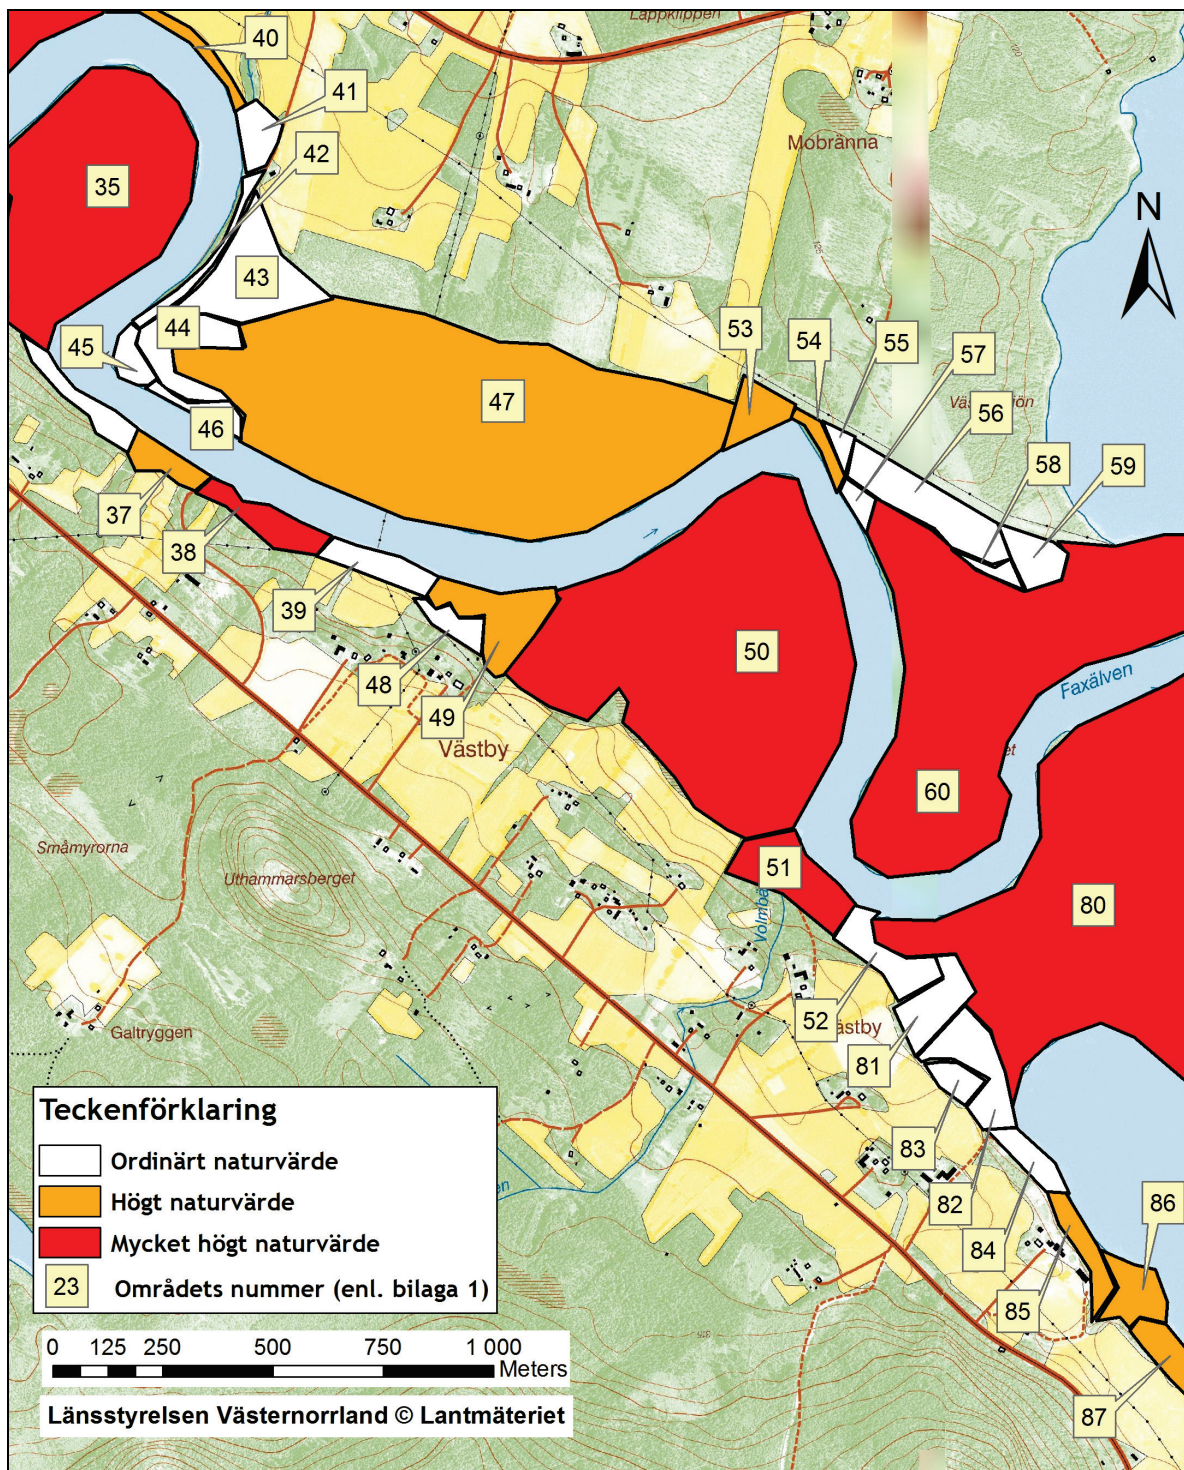 Lappklippen
40
41
42
35
Mobränna
N
43
44
45
53
54
55
57
47
46
56
58
59
37
38
39
50
48
49
Västby
Faxälven
60
Småmyrorna
Uthammarsberget
51
80
Galtryggen
52
81
83
82
84
86
85
87
Teckenförklaring
Ordinärt naturvärde
Högt naturvärde
Mycket högt naturvärde
23 Områdets nummer (enl. bilaga 1)
0 125 250 500 750 1 000
Meters
Länsstyrelsen Västernorrland © Lantmäteriet